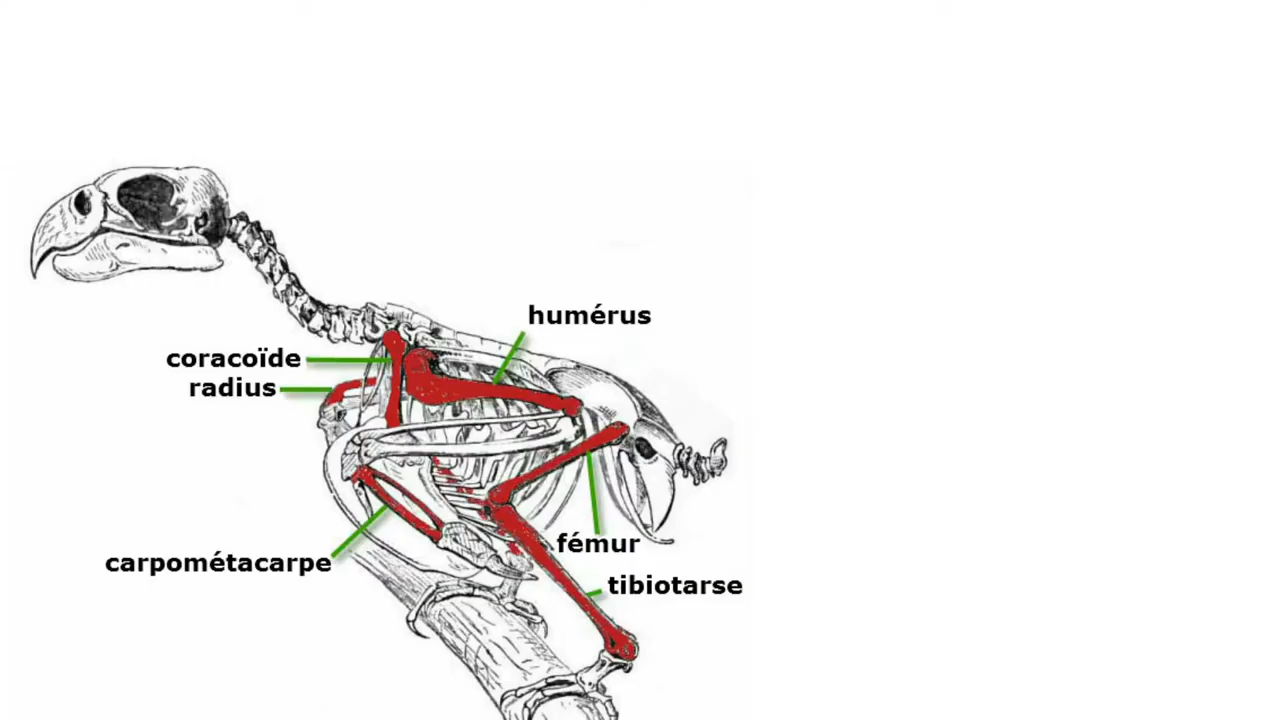 humérus
coracoïde
radius
fémur
carpométacarpe
tibiotarse